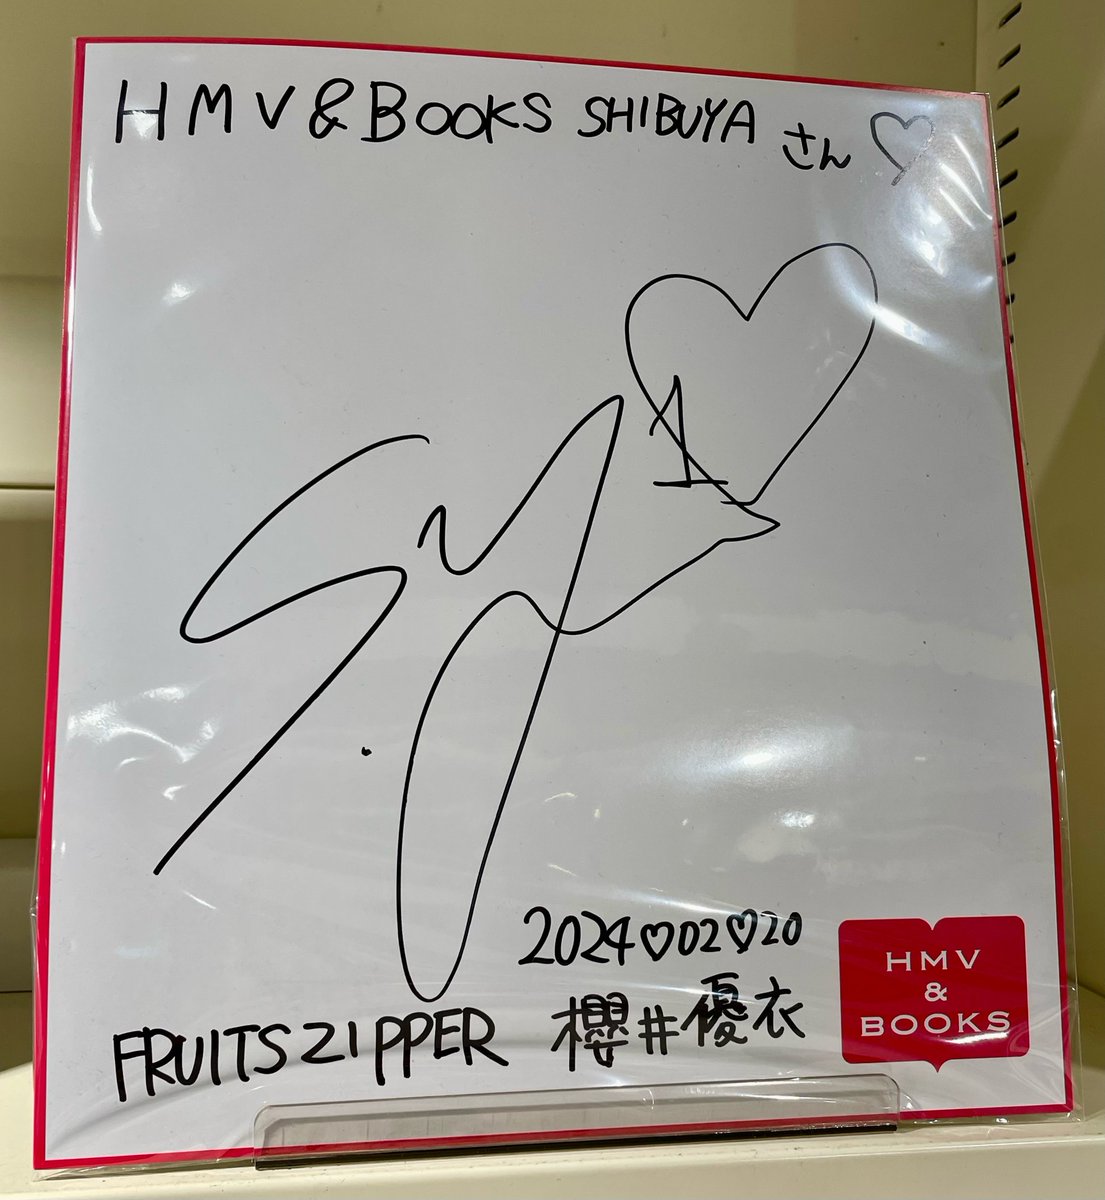 HMV&BOOKS SHIBUYA さん♡
2024♡02♡20
FRUITS ZIPPER 櫻井優衣
HMV
&
BOOKS